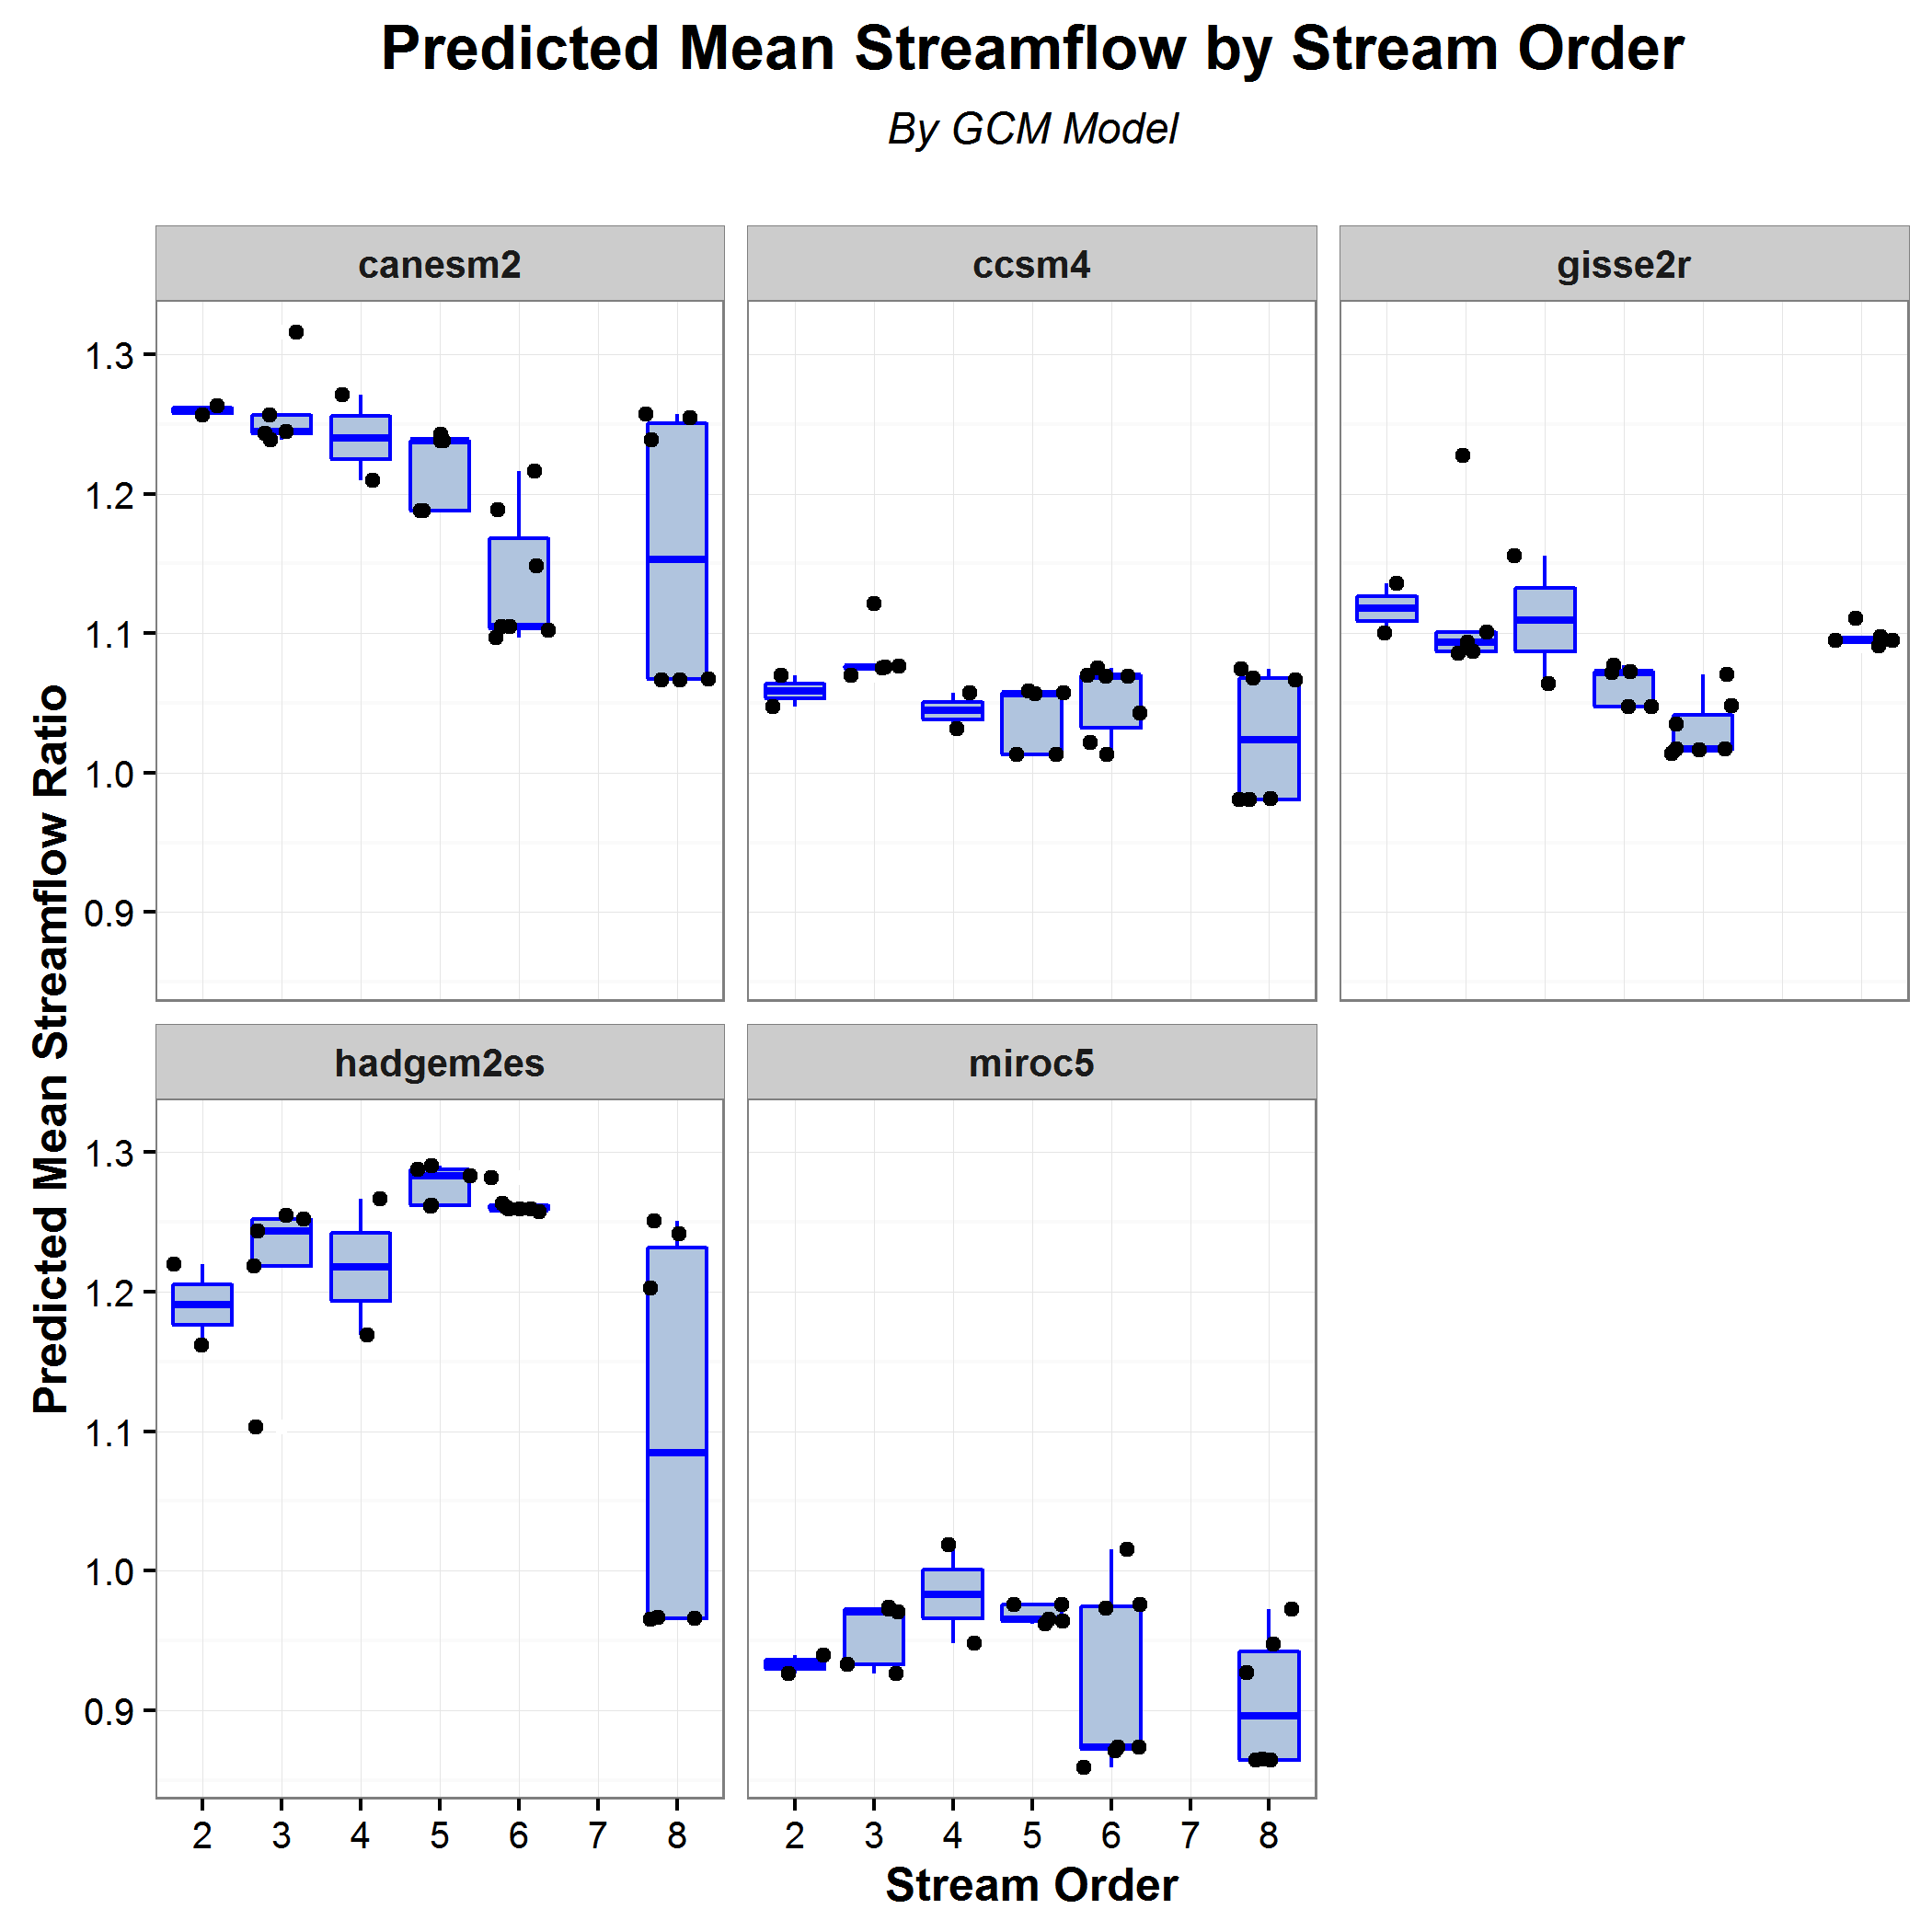 Predicted Mean Streamflow by Stream Order
By GCM Model
canesm2
ccsm4
gisse2r
1.3
1.2
1.1
1.0
0.9
Predicted Mean Streamflow Ratio
hadgem2es
miroc5
1.3
1.2
1.1
1.0
0.9
2 3 4 5 6 7 8
2 3 4 5 6 7 8
Stream Order